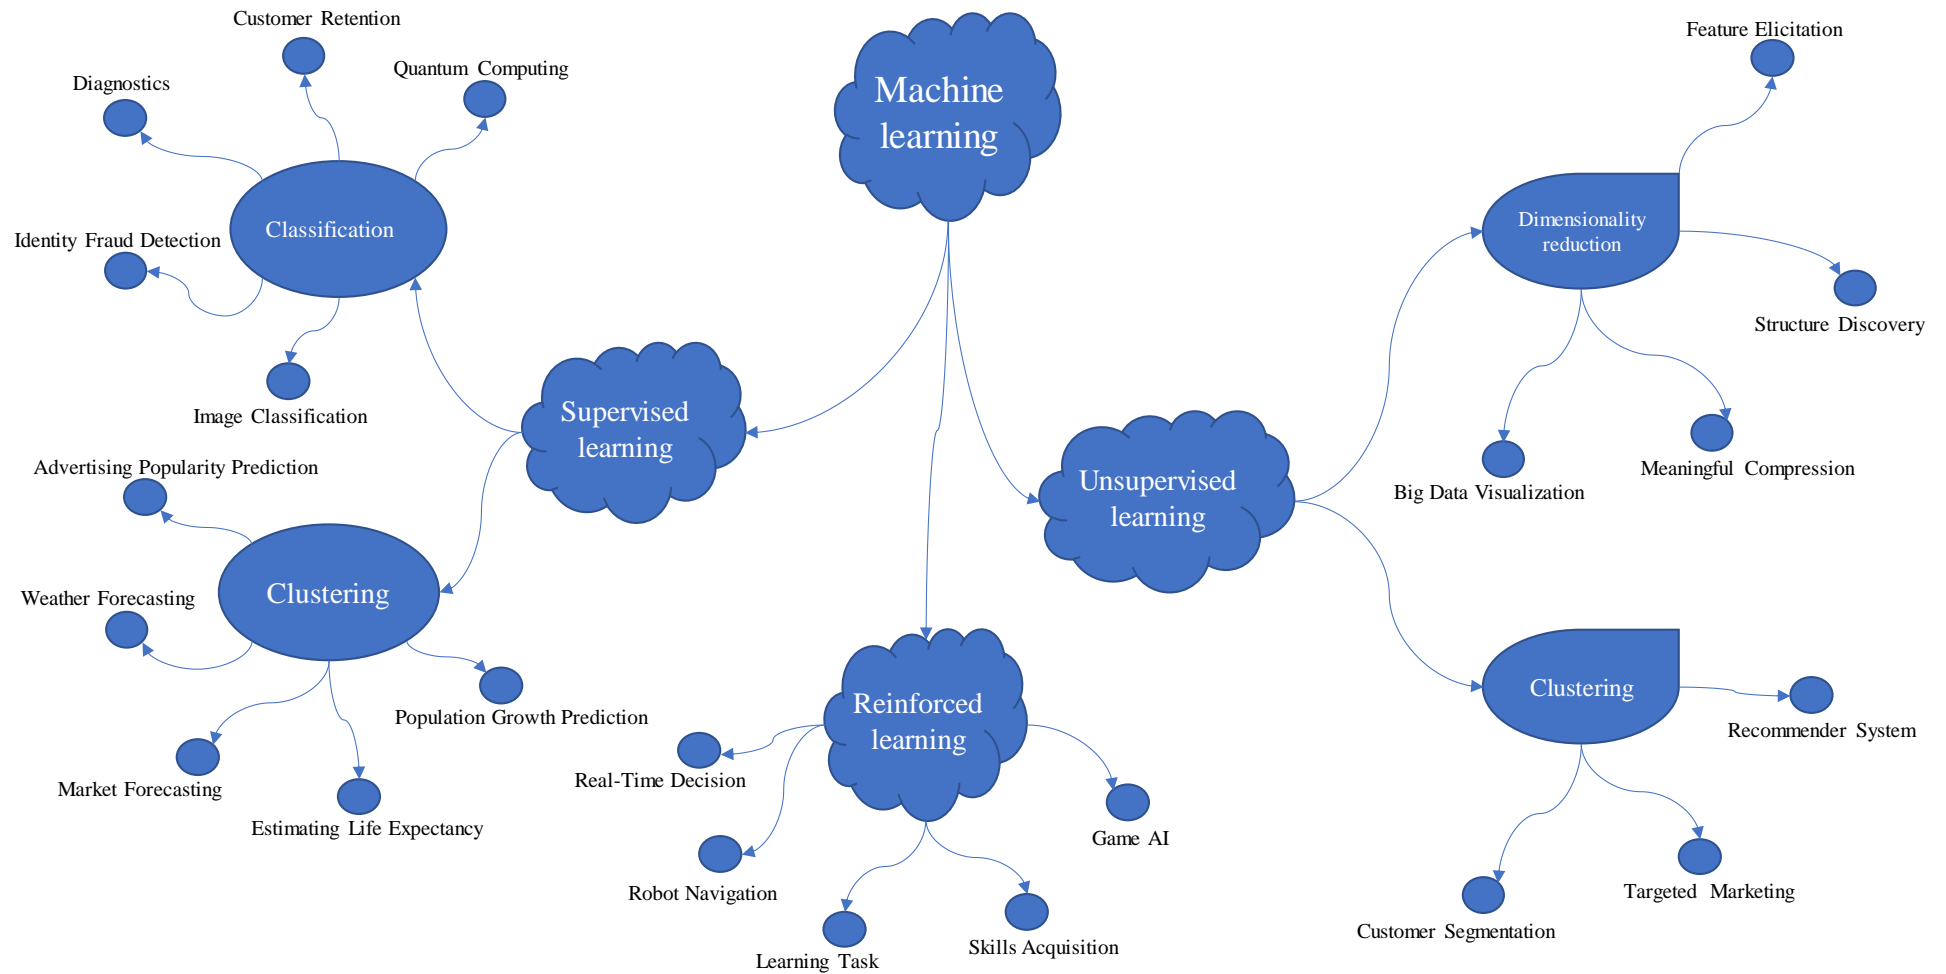 Machine
learning
Customer Retention
Quantum Computing
Diagnostics
Classification
Identity Fraud Detection
Image Classification
Supervised
learning
Advertising Popularity Prediction
Clustering
Weather Forecasting
Population Growth Prediction
Market Forecasting
Estimating Life Expectancy
Reinforced
learning
Real-Time Decision
Robot Navigation
Learning Task
Skills Acquisition
Game AI
Unsupervised
learning
Feature Elicitation
Dimensionality
reduction
Structure Discovery
Meaningful Compression
Big Data Visualization
Clustering
Recommender System
Targeted Marketing
Customer Segmentation